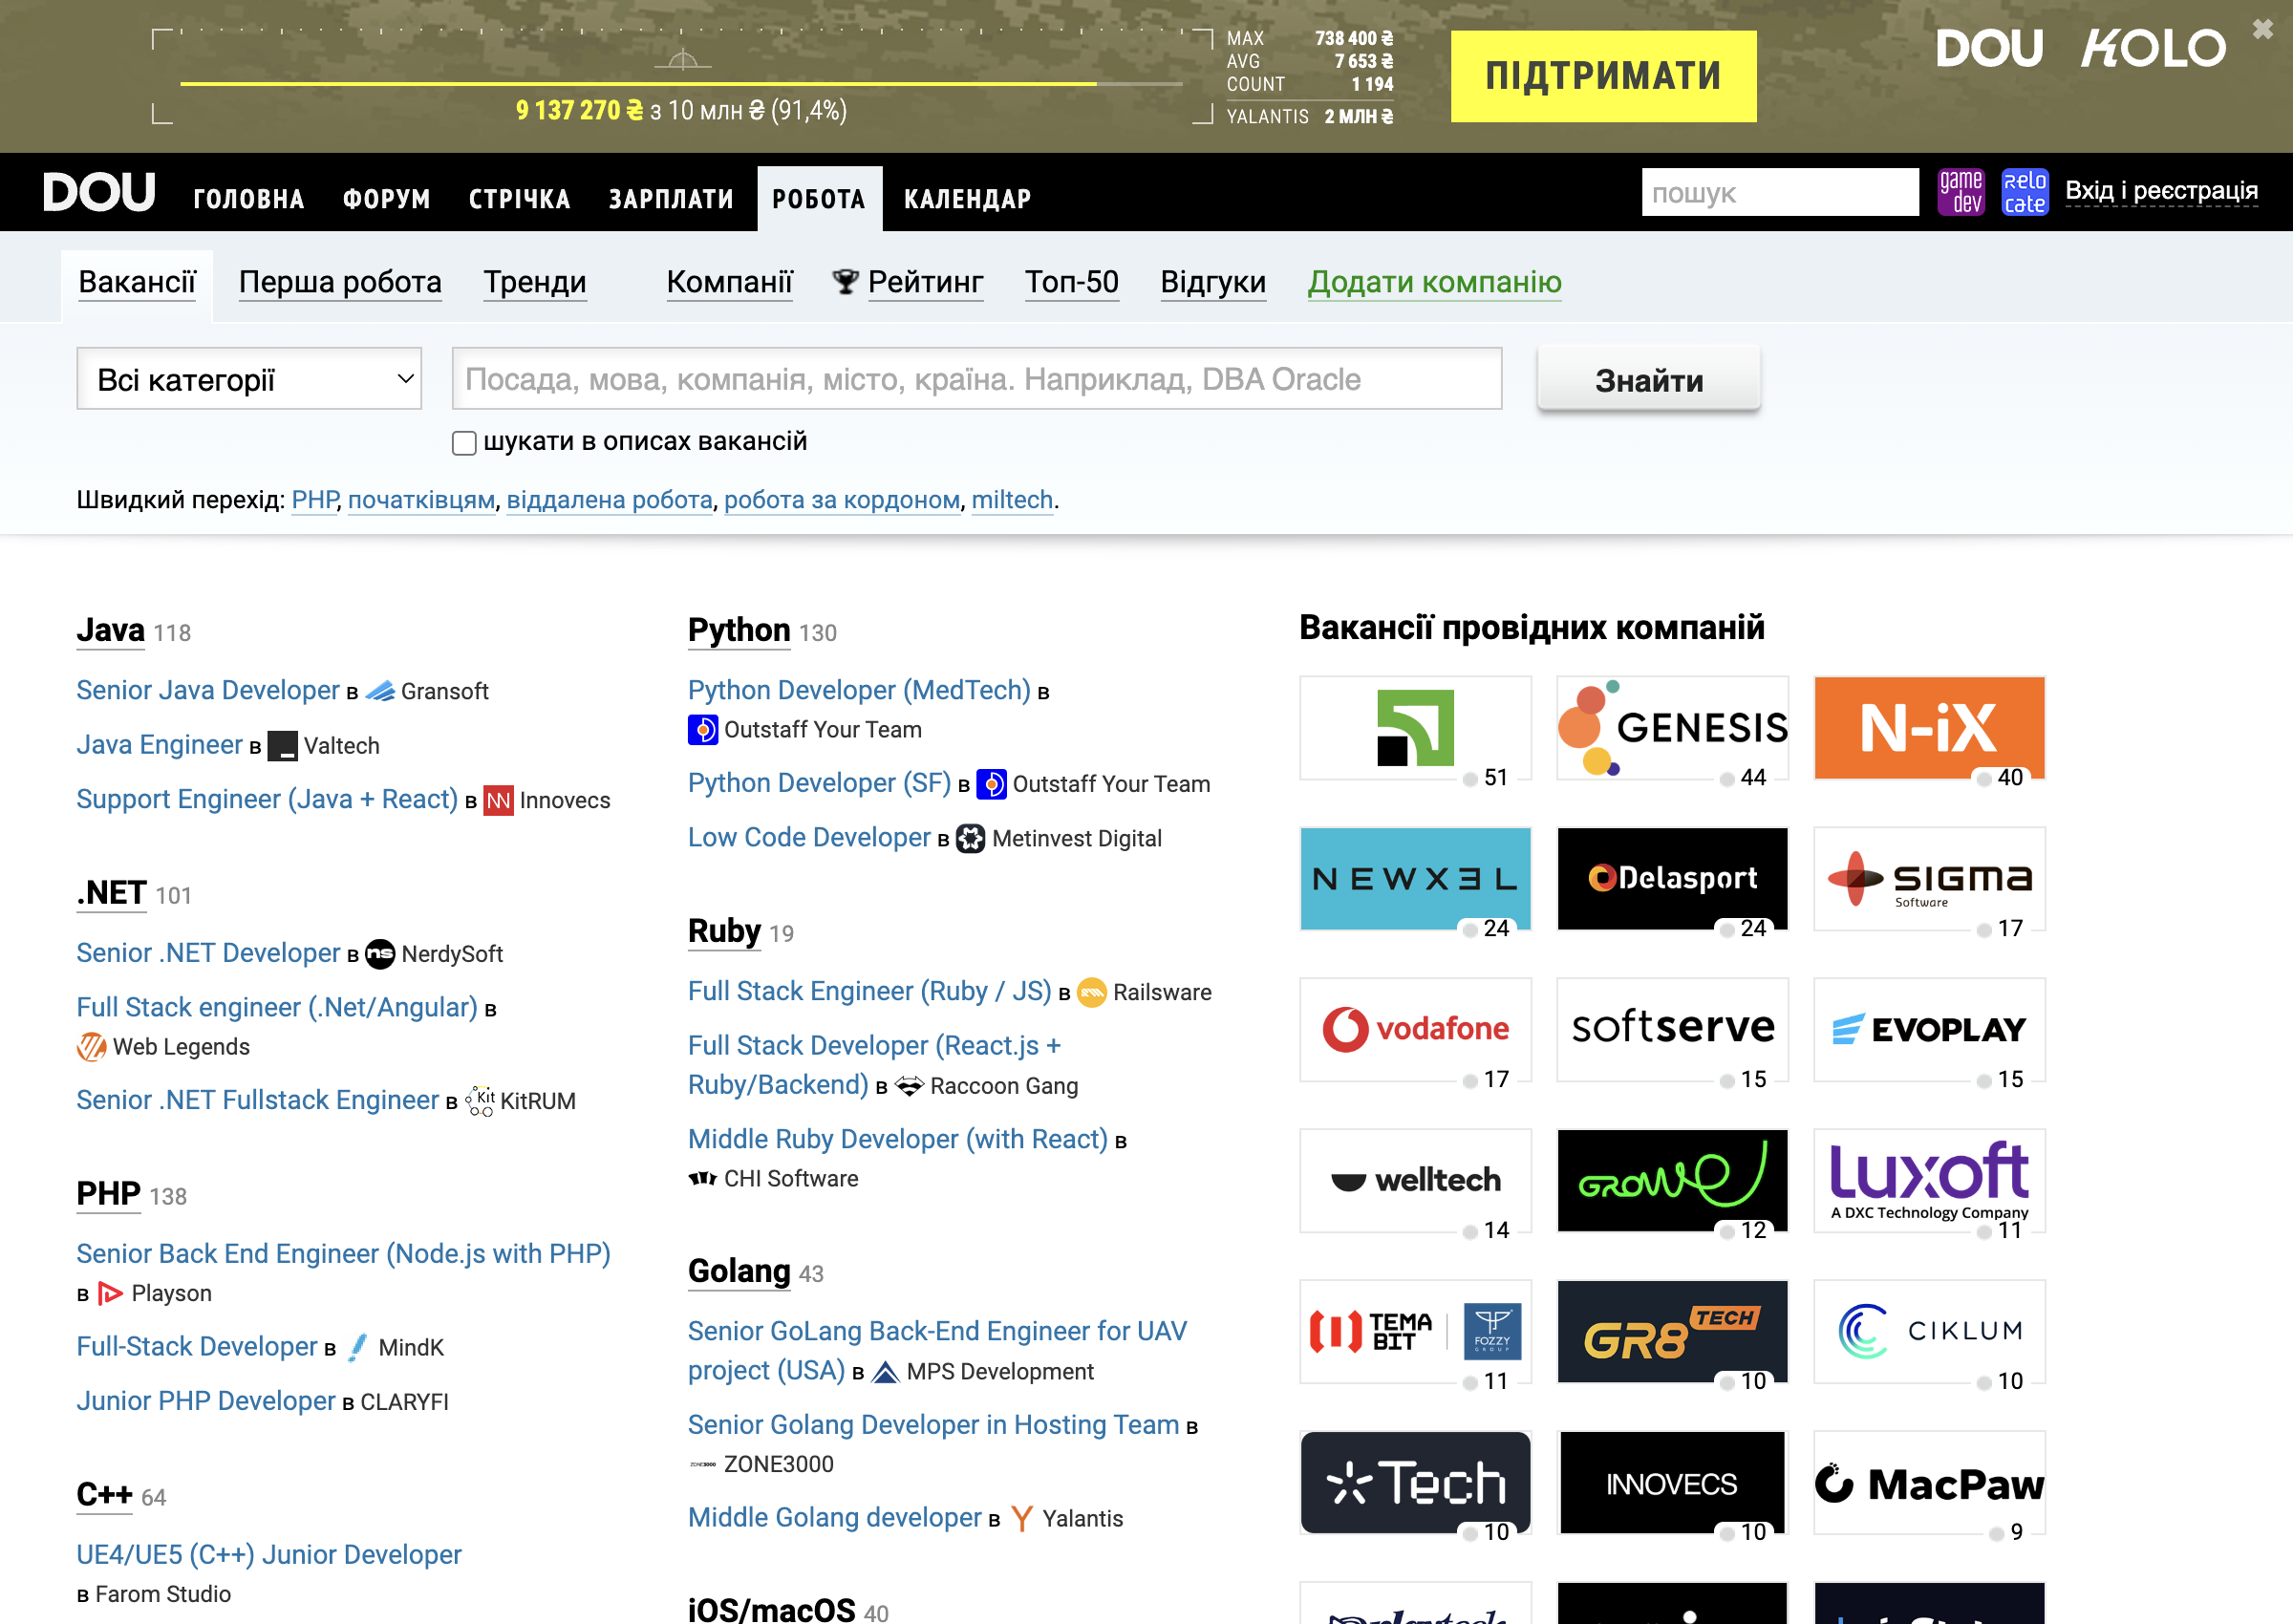 9 137 270 ₴ з 10 млн ₴ (91,4%)
MAX 738 400 ₴
AVG 7 653 ₴
COUNT 1 194
YALANTIS 2 МЛН ₴
ПІДТРИМАТИ
DOU KOLO
DOU ГОЛОВНА ФОРУМ СТРІЧКА ЗАРПЛАТИ РОБОТА КАЛЕНДАР
пошук
game dev
relo cate
Вхід і реєстрація
Вакансії Перша робота Тренди Компанії Рейтинг Топ-50 Відгуки Додати компанію
Всі категорії
Посада, мова, компанія, місто, країна. Наприклад, DBA Oracle
Знайти
шукати в описах вакансій
Швидкий перехід: PHP, початківцям, віддалена робота, робота за кордоном, miltech.
Java 118
Senior Java Developer в Gransoft
Java Engineer в Valtech
Support Engineer (Java + React) в Innovecs
.NET 101
Senior .NET Developer в ns NerdySoft
Full Stack engineer (.Net/Angular) в
Web Legends
Senior .NET Fullstack Engineer в Kit KitRUM
PHP 138
Senior Back End Engineer (Node.js with PHP)
в Playson
Full-Stack Developer в MindK
Junior PHP Developer в CLARYFI
C++ 64
UE4/UE5 (C++) Junior Developer
в Farom Studio
Python 130
Python Developer (MedTech) в
Outstaff Your Team
Python Developer (SF) в Outstaff Your Team
Low Code Developer в Metinvest Digital
Ruby 19
Full Stack Engineer (Ruby / JS) в Railsware
Full Stack Developer (React.js +
Ruby/Backend) в Raccoon Gang
Middle Ruby Developer (with React) в
CHI Software
Golang 43
Senior GoLang Back-End Engineer for UAV
project (USA) в MPS Development
Senior Golang Developer in Hosting Team в
ZONE3000 ZONE3000
Middle Golang developer в Yalantis
iOS/macOS 40
Вакансії провідних компаній
51
GENESIS 44
N-iX 40
NEWXEL 24
Delasport 24
SIGMA Software 17
vodafone 17
softserve 15
EVOPLAY 15
welltech 14
GROWE 12
luxoft
A DXC Technology Company
11
TEMA BIT FOZZY GROUP 11
GR8 TECH 10
CIKLUM 10
Tech 10
INNOVECS 10
MacPaw 9